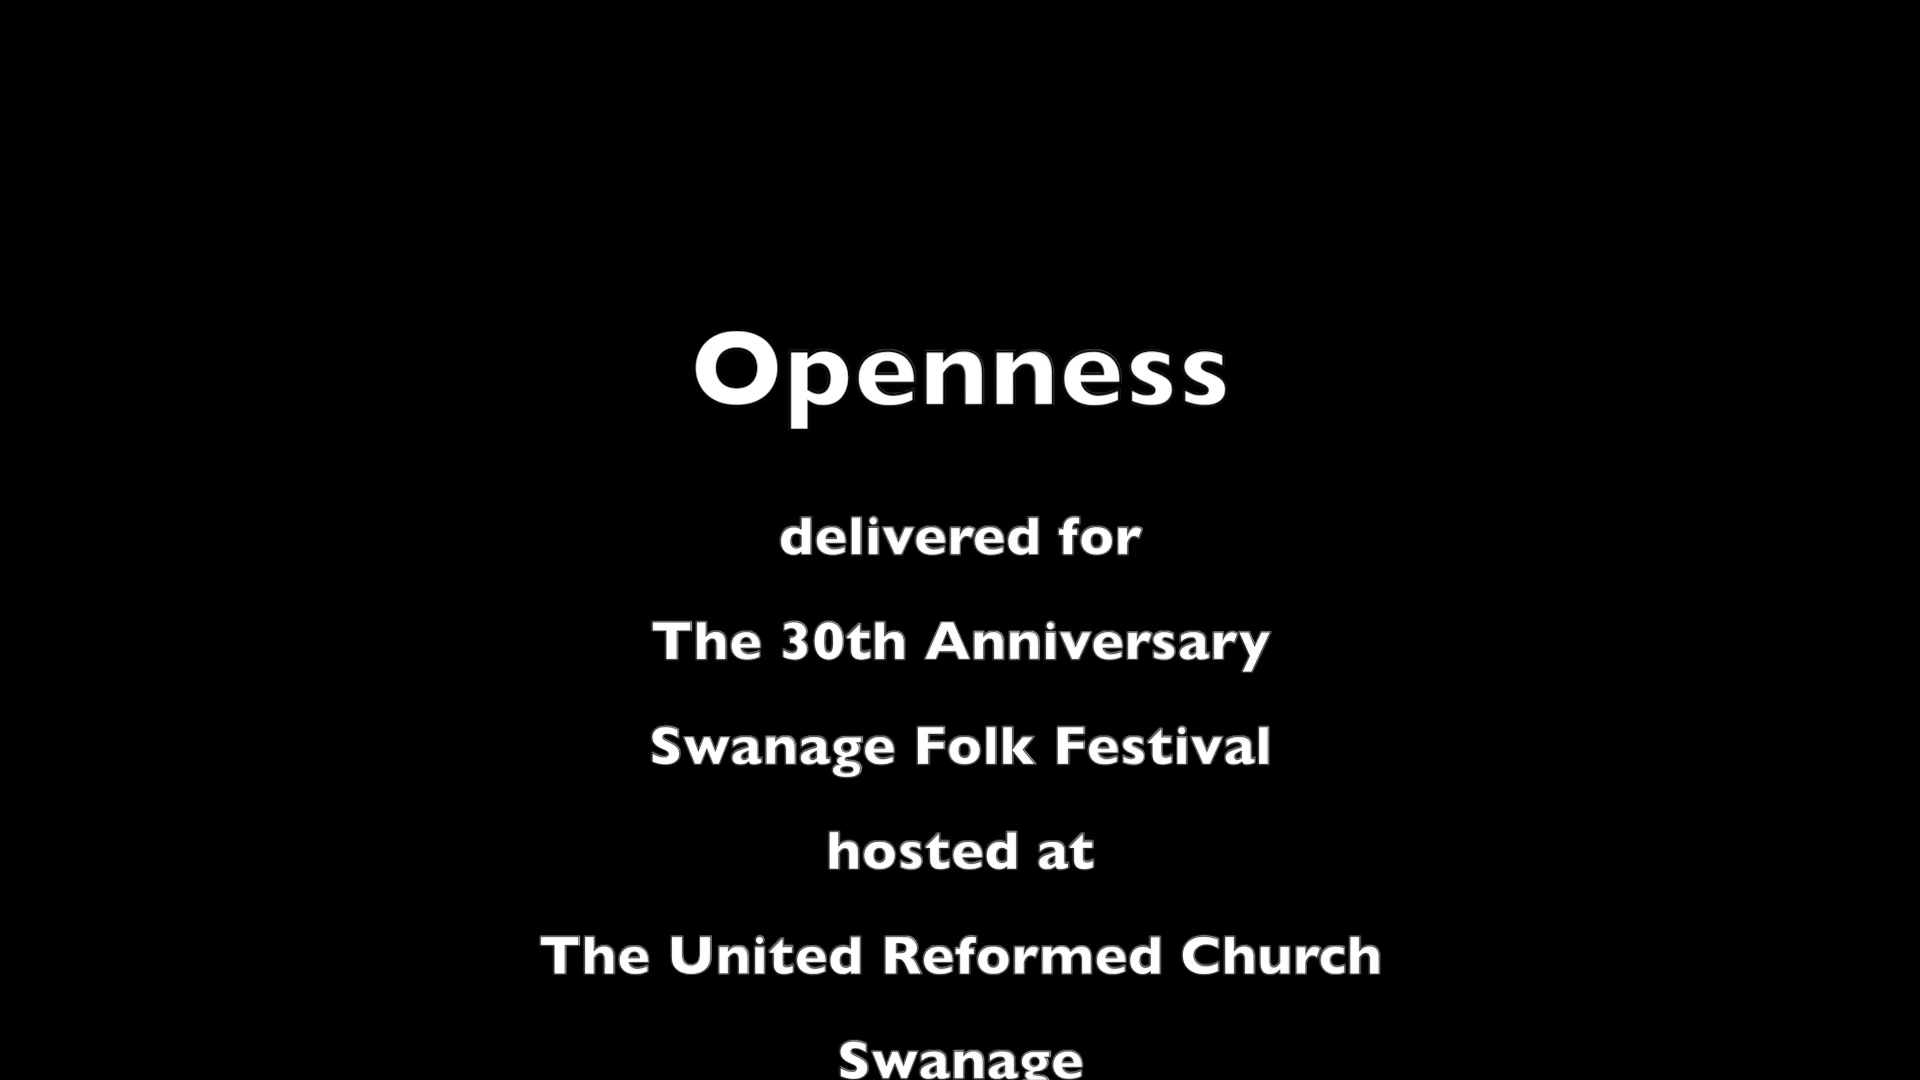 Openness
delivered for
The 30th Anniversary
Swanage Folk Festival
hosted at
The United Reformed Church
Swanage